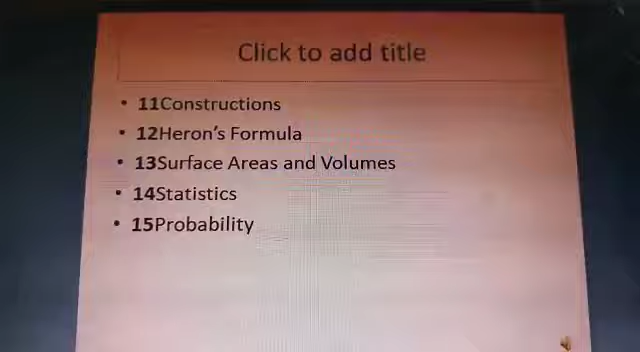 Click to add title
• 11Constructions
• 12Heron's Formula
• 13Surface Areas and Volumes
• 14Statistics
• 15Probability